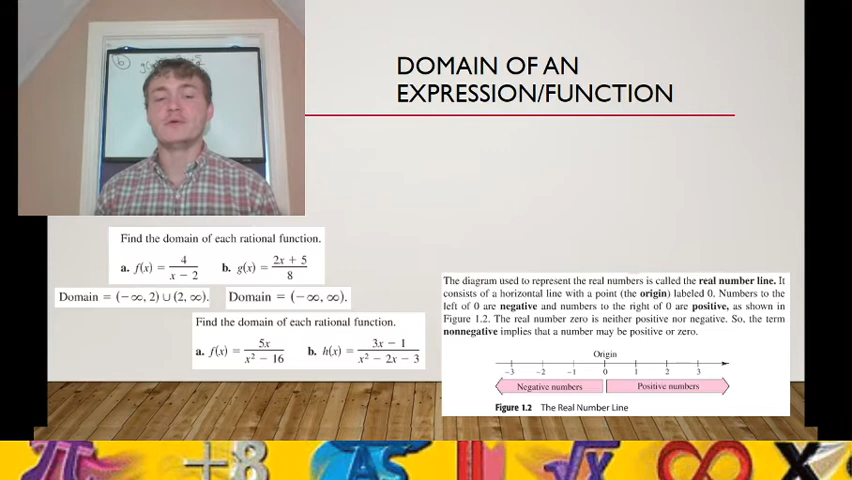 DOMAIN OF AN
EXPRESSION/FUNCTION
b
Find the domain of each rational function.
a. f(x) = 4 / (x − 2) b. g(x) = (2x + 5) / 8
Domain = (−∞, 2) ∪ (2, ∞). Domain = (−∞, ∞).
Find the domain of each rational function.
a. f(x) = 5x / (x² − 16) b. h(x) = (3x − 1) / (x² − 2x − 3)
The diagram used to represent the real numbers is called the real number line. It
consists of a horizontal line with a point (the origin) labeled 0. Numbers to the
left of 0 are negative and numbers to the right of 0 are positive, as shown in
Figure 1.2. The real number zero is neither positive nor negative. So, the term
nonnegative implies that a number may be positive or zero.
Origin
−3 −2 −1 0 1 2 3
Negative numbers Positive numbers
Figure 1.2 The Real Number Line
π +8 AS √x ∞ X